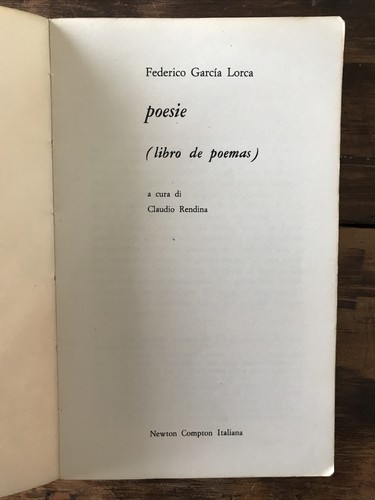 Federico García Lorca
poesie
(libro de poemas)
a cura di
Claudio Rendina
Newton Compton Italiana